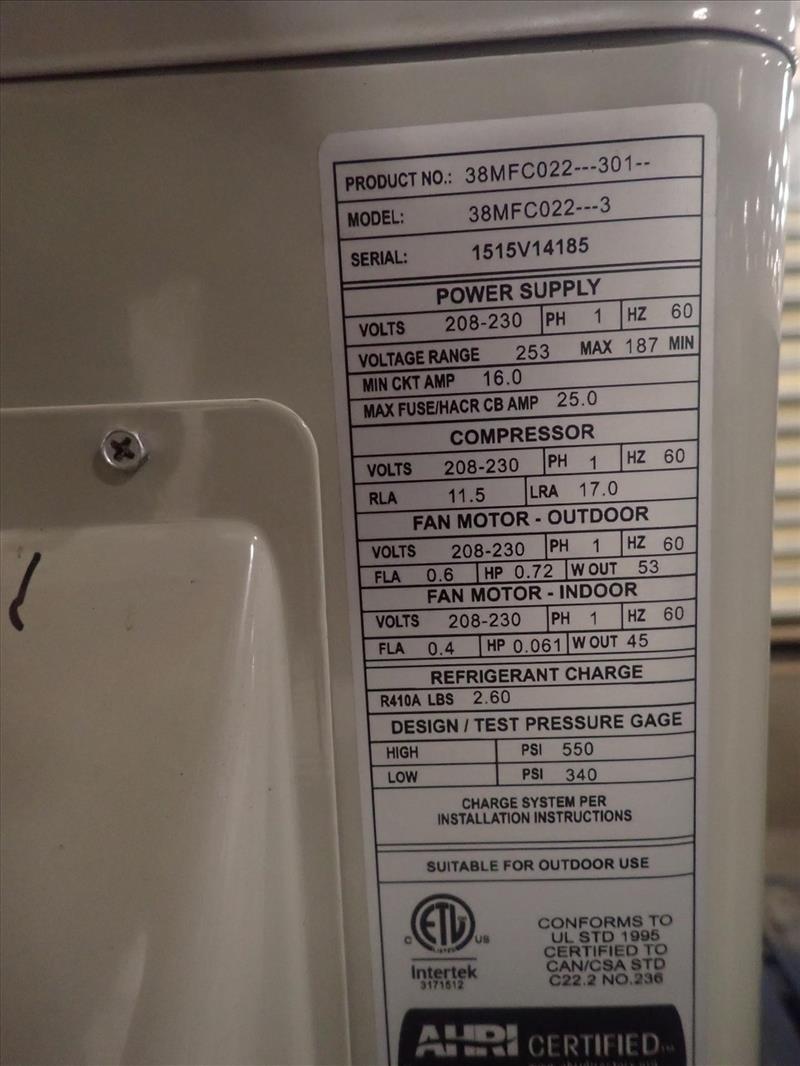 PRODUCT NO.: 38MFC022---301--
MODEL: 38MFC022---3
SERIAL: 1515V14185
POWER SUPPLY
VOLTS 208-230 PH 1 HZ 60
VOLTAGE RANGE 253 MAX 187 MIN
MIN CKT AMP 16.0
MAX FUSE/HACR CB AMP 25.0
COMPRESSOR
VOLTS 208-230 PH 1 HZ 60
RLA 11.5 LRA 17.0
FAN MOTOR - OUTDOOR
VOLTS 208-230 PH 1 HZ 60
FLA 0.6 HP 0.72 W OUT 53
FAN MOTOR - INDOOR
VOLTS 208-230 PH 1 HZ 60
FLA 0.4 HP 0.061 W OUT 45
REFRIGERANT CHARGE
R410A LBS 2.60
DESIGN / TEST PRESSURE GAGE
HIGH PSI 550
LOW PSI 340
CHARGE SYSTEM PER
INSTALLATION INSTRUCTIONS
SUITABLE FOR OUTDOOR USE
C ETL US
LISTED
Intertek
3171512
CONFORMS TO
UL STD 1995
CERTIFIED TO
CAN/CSA STD
C22.2 NO.236
AHRI CERTIFIED TM